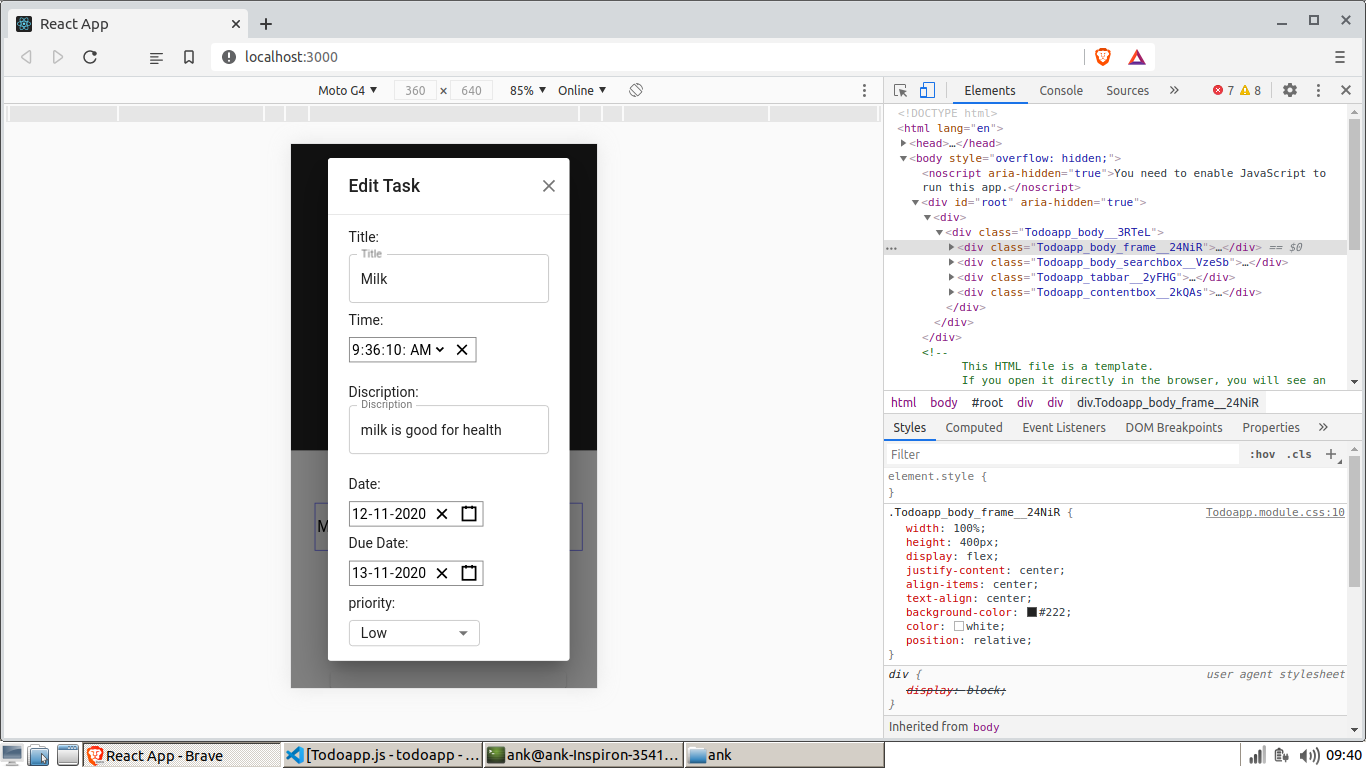 React App
localhost:3000
Moto G4 360 × 640 85% Online
Elements Console Sources » 7 8
Edit Task
Title:
Title
Milk
Time:
9:36:10: AM
Discription:
Discription
milk is good for health
Date:
12-11-2020
M
Due Date:
13-11-2020
priority:
Low
<!DOCTYPE html>
<html lang="en">
<head>…</head>
<body style="overflow: hidden;">
<noscript aria-hidden="true">You need to enable JavaScript to
run this app.</noscript>
<div id="root" aria-hidden="true">
<div>
<div class="Todoapp_body__3RTeL">
… <div class="Todoapp_body_frame__24NiR">…</div> == $0
<div class="Todoapp_body_searchbox__VzeSb">…</div>
<div class="Todoapp_tabbar__2yFHG">…</div>
<div class="Todoapp_contentbox__2kQAs">…</div>
</div>
</div>
</div>
<!--
This HTML file is a template.
If you open it directly in the browser, you will see an
html body #root div div div.Todoapp_body_frame__24NiR
Styles Computed Event Listeners DOM Breakpoints Properties »
Filter :hov .cls +
element.style {
}
.Todoapp_body_frame__24NiR { Todoapp.module.css:10
width: 100%;
height: 400px;
display: flex;
justify-content: center;
align-items: center;
text-align: center;
background-color: #222;
color: white;
position: relative;
}
div { user agent stylesheet
display: block;
}
Inherited from body
React App - Brave [Todoapp.js - todoapp - ... ank@ank-Inspiron-3541... ank 09:40